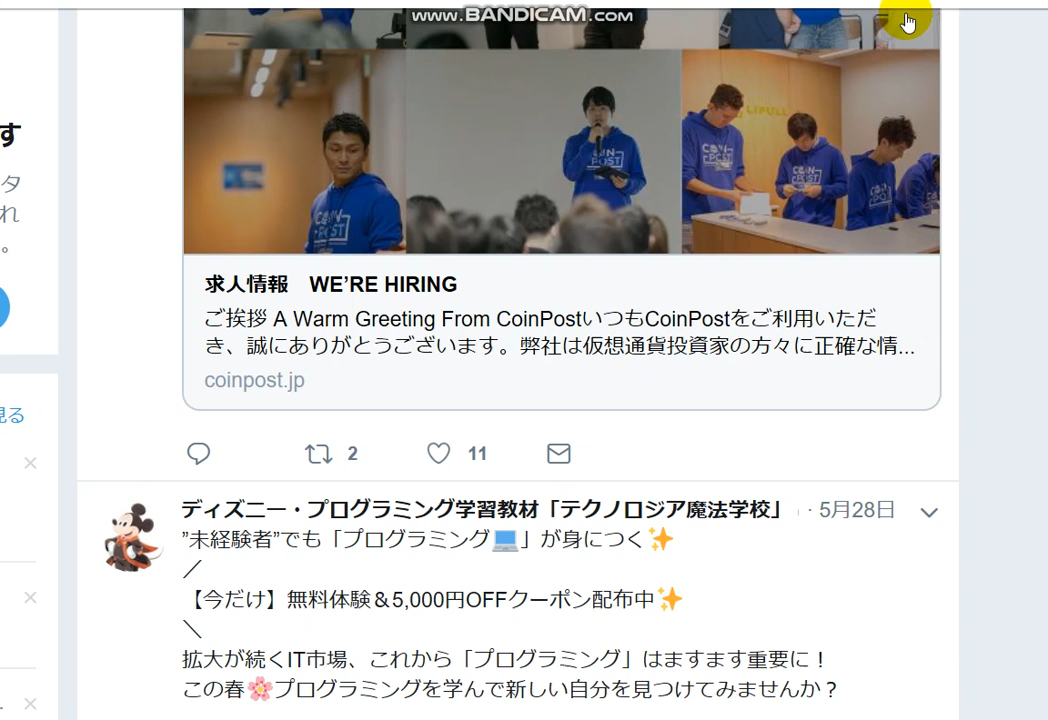 www.BANDICAM.com
す
タ
れ
。
見る
LIFULL
COIN POST
COIN POST
COIN POST
COIN POST
求人情報 WE'RE HIRING
ご挨拶 A Warm Greeting From CoinPostいつもCoinPostをご利用いただ
き、誠にありがとうございます。弊社は仮想通貨投資家の方々に正確な情...
coinpost.jp
2 11
ディズニー・プログラミング学習教材「テクノロジア魔法学校」 · 5月28日
”未経験者”でも「プログラミング💻」が身につく✨
／
【今だけ】無料体験＆5,000円OFFクーポン配布中✨
＼
拡大が続くIT市場、これから「プログラミング」はますます重要に！
この春🌸プログラミングを学んで新しい自分を見つけてみませんか？